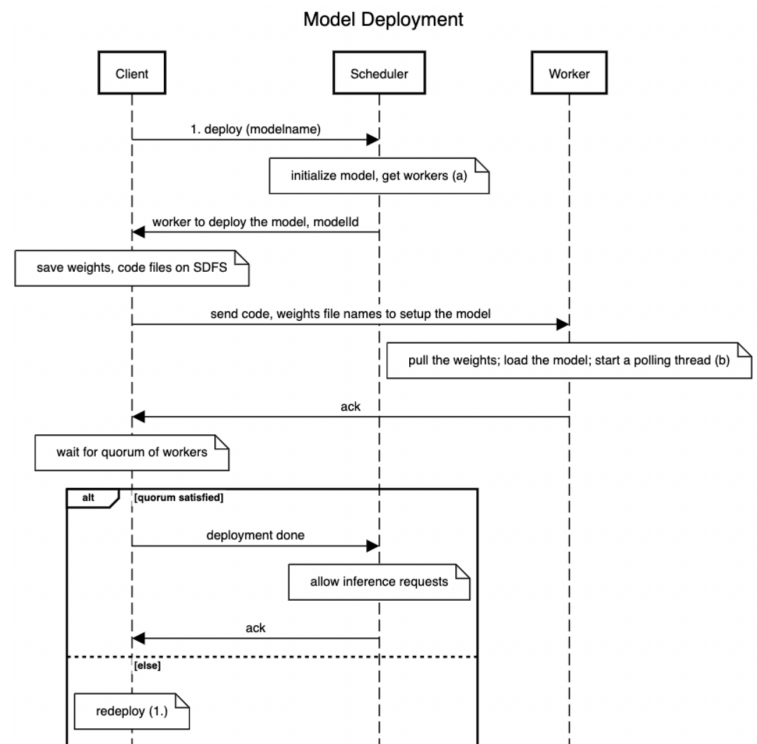 Model Deployment
Client
Scheduler
Worker
1. deploy (modelname)
initialize model, get workers (a)
worker to deploy the model, modelId
save weights, code files on SDFS
send code, weights file names to setup the model
pull the weights; load the model; start a polling thread (b)
ack
wait for quorum of workers
alt
[quorum satisfied]
deployment done
allow inference requests
ack
[else]
redeploy (1.)